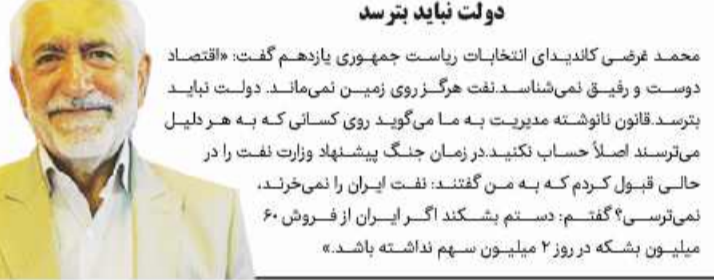 دولت نباید بترسد
محمد غرضی کاندیدای انتخابات ریاست جمهوری یازدهم گفت: «اقتصاد
دوست و رفیق نمی‌شناسد.نفت هرگز روی زمین نمی‌ماند. دولت نباید
بترسد.قانون نانوشته مدیریت به ما می‌گوید روی کسانی که به هر دلیل
می‌ترسند اصلاً حساب نکنید.در زمان جنگ پیشنهاد وزارت نفت را در
حالی قبول کردم که به من گفتند: نفت ایران را نمی‌خرند،
نمی‌ترسی؟ گفتم: دستم بشکند اگر ایران از فروش ۶۰
میلیون بشکه در روز ۲ میلیون سهم نداشته باشد.»